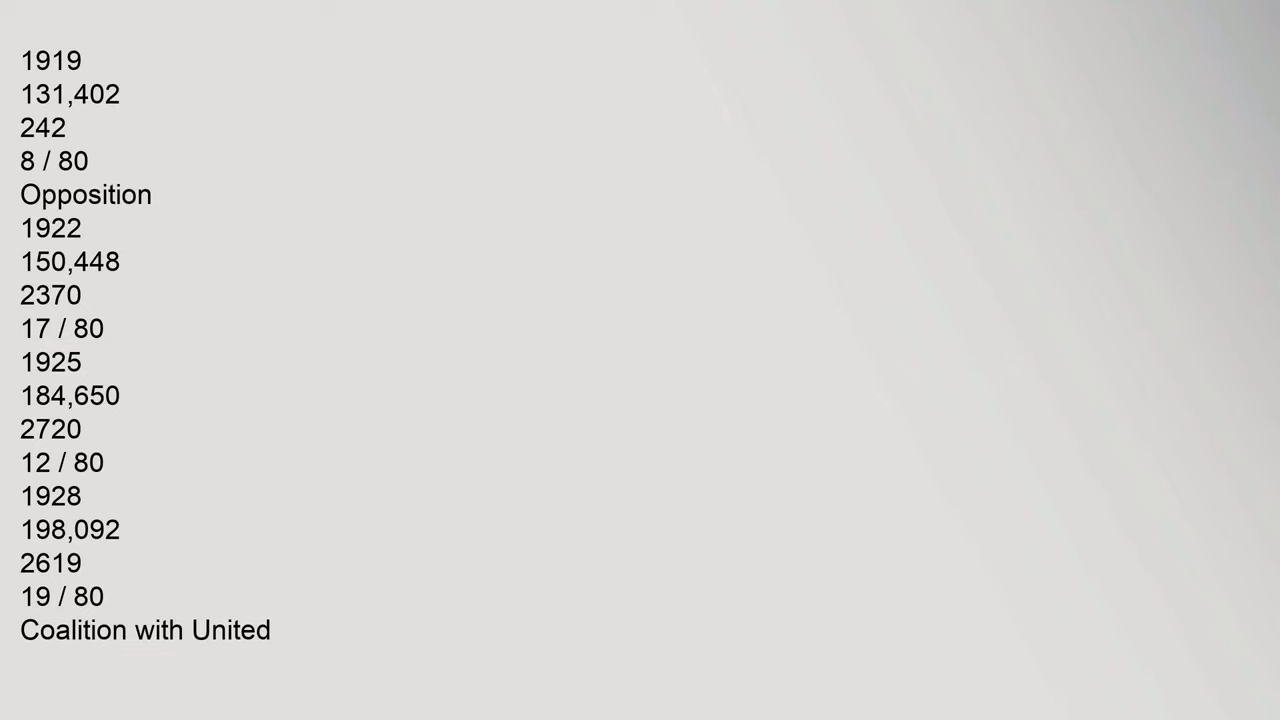 1919
131,402
242
8 / 80
Opposition
1922
150,448
2370
17 / 80
1925
184,650
2720
12 / 80
1928
198,092
2619
19 / 80
Coalition with United